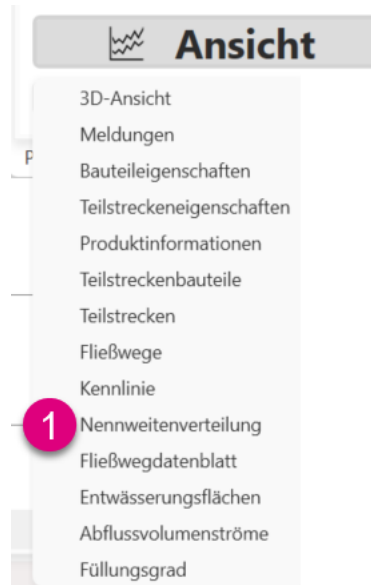 Ansicht
3D-Ansicht
Meldungen
P
Bauteileigenschaften
Teilstreckeneigenschaften
Produktinformationen
Teilstreckenbauteile
Teilstrecken
Fließwege
Kennlinie
1 Nennweitenverteilung
Fließwegdatenblatt
Entwässerungsflächen
Abflussvolumenströme
Füllungsgrad